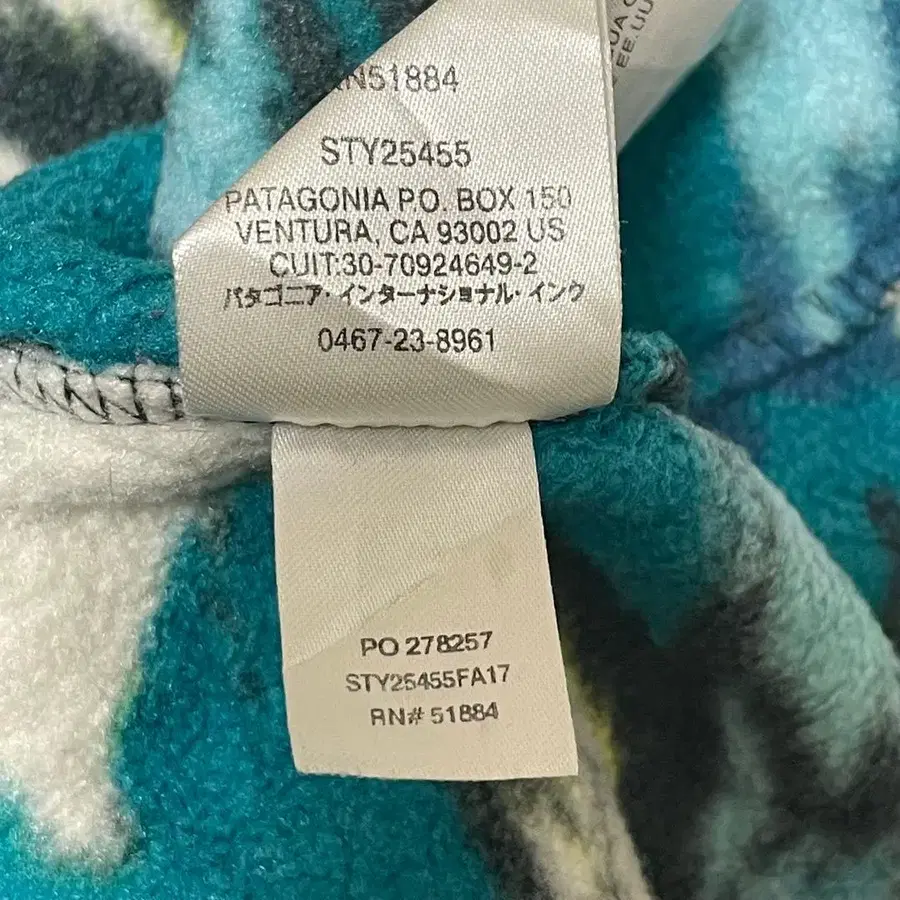 RN51884
STY25455
PATAGONIA P.O. BOX 150
VENTURA, CA 93002 US
CUIT:30-70924649-2
パタゴニア・インターナショナル・インク
0467-23-8961
PO 278257
STY25455FA17
RN# 51884